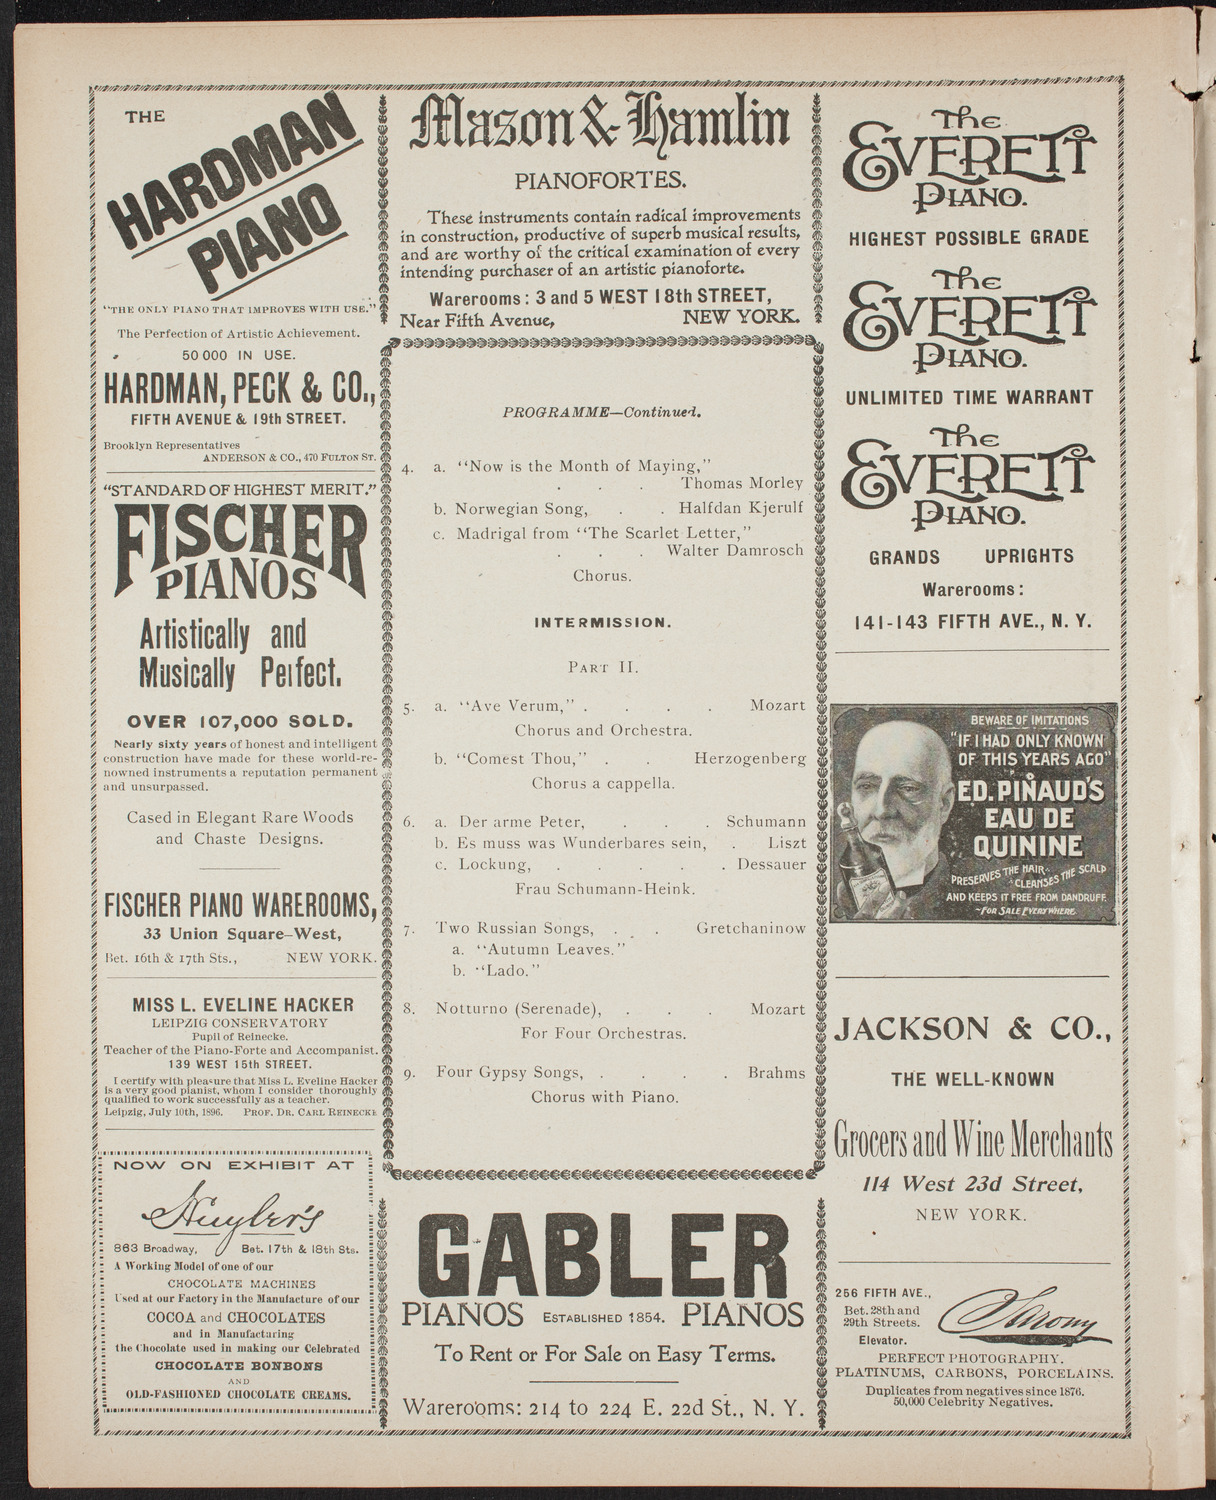 THE
HARDMAN
PIANO
"THE ONLY PIANO THAT IMPROVES WITH USE."
The Perfection of Artistic Achievement.
50 000 IN USE.
HARDMAN, PECK & CO.,
FIFTH AVENUE & 19th STREET.
Brooklyn Representatives
ANDERSON & CO., 470 FULTON ST.
"STANDARD OF HIGHEST MERIT."
FISCHER
PIANOS
Artistically and
Musically Perfect.
OVER 107,000 SOLD.
Nearly sixty years of honest and intelligent
construction have made for these world-re-
nowned instruments a reputation permanent
and unsurpassed.
Cased in Elegant Rare Woods
and Chaste Designs.
FISCHER PIANO WAREROOMS,
33 Union Square-West,
Bet. 16th & 17th Sts., NEW YORK.
MISS L. EVELINE HACKER
LEIPZIG CONSERVATORY
Pupil of Reinecke.
Teacher of the Piano-Forte and Accompanist.
139 WEST 15th STREET.
I certify with pleasure that Miss L. Eveline Hacker
is a very good pianist, whom I consider thoroughly
qualified to work successfully as a teacher.
Leipzig, July 10th, 1896. PROF. DR. CARL REINECKE
NOW ON EXHIBIT AT
Huyler's
863 Broadway, Bet. 17th & 18th Sts.
A Working Model of one of our
CHOCOLATE MACHINES
Used at our Factory in the Manufacture of our
COCOA and CHOCOLATES
and in Manufacturing
the Chocolate used in making our Celebrated
CHOCOLATE BONBONS
AND
OLD-FASHIONED CHOCOLATE CREAMS.
Mason & Hamlin
PIANOFORTES.
These instruments contain radical improvements
in construction, productive of superb musical results,
and are worthy of the critical examination of every
intending purchaser of an artistic pianoforte.
Warerooms: 3 and 5 WEST 18th STREET,
Near Fifth Avenue, NEW YORK.
PROGRAMME—Continued.
4. a. "Now is the Month of Maying,"
. . . Thomas Morley
b. Norwegian Song, . . Halfdan Kjerulf
c. Madrigal from "The Scarlet Letter,"
. . . Walter Damrosch
Chorus.
INTERMISSION.
PART II.
5. a. "Ave Verum," . . . . Mozart
Chorus and Orchestra.
b. "Comest Thou," . . Herzogenberg
Chorus a cappella.
6. a. Der arme Peter, . . . Schumann
b. Es muss was Wunderbares sein, . Liszt
c. Lockung, . . . . . Dessauer
Frau Schumann-Heink.
7. Two Russian Songs, . . . Gretchaninow
a. "Autumn Leaves."
b. "Lado."
8. Notturno (Serenade), . . . Mozart
For Four Orchestras.
9. Four Gypsy Songs, . . . . Brahms
Chorus with Piano.
GABLER
PIANOS ESTABLISHED 1854. PIANOS
To Rent or For Sale on Easy Terms.
Warerooms: 214 to 224 E. 22d St., N. Y.
The
EVERETT
PIANO.
HIGHEST POSSIBLE GRADE
The
EVERETT
PIANO.
UNLIMITED TIME WARRANT
The
EVERETT
PIANO.
GRANDS UPRIGHTS
Warerooms:
141-143 FIFTH AVE., N. Y.
BEWARE OF IMITATIONS
"IF I HAD ONLY KNOWN
OF THIS YEARS AGO"
ED. PIÑAUD'S
EAU DE
QUININE
PRESERVES THE HAIR-
-CLEANSES THE SCALP
AND KEEPS IT FREE FROM DANDRUFF.
~FOR SALE EVERYWHERE.
JACKSON & CO.,
THE WELL-KNOWN
Grocers and Wine Merchants
114 West 23d Street,
NEW YORK.
256 FIFTH AVE.,
Bet. 28th and
29th Streets.
Elevator.
Sarony
PERFECT PHOTOGRAPHY.
PLATINUMS, CARBONS, PORCELAINS.
Duplicates from negatives since 1876.
50,000 Celebrity Negatives.